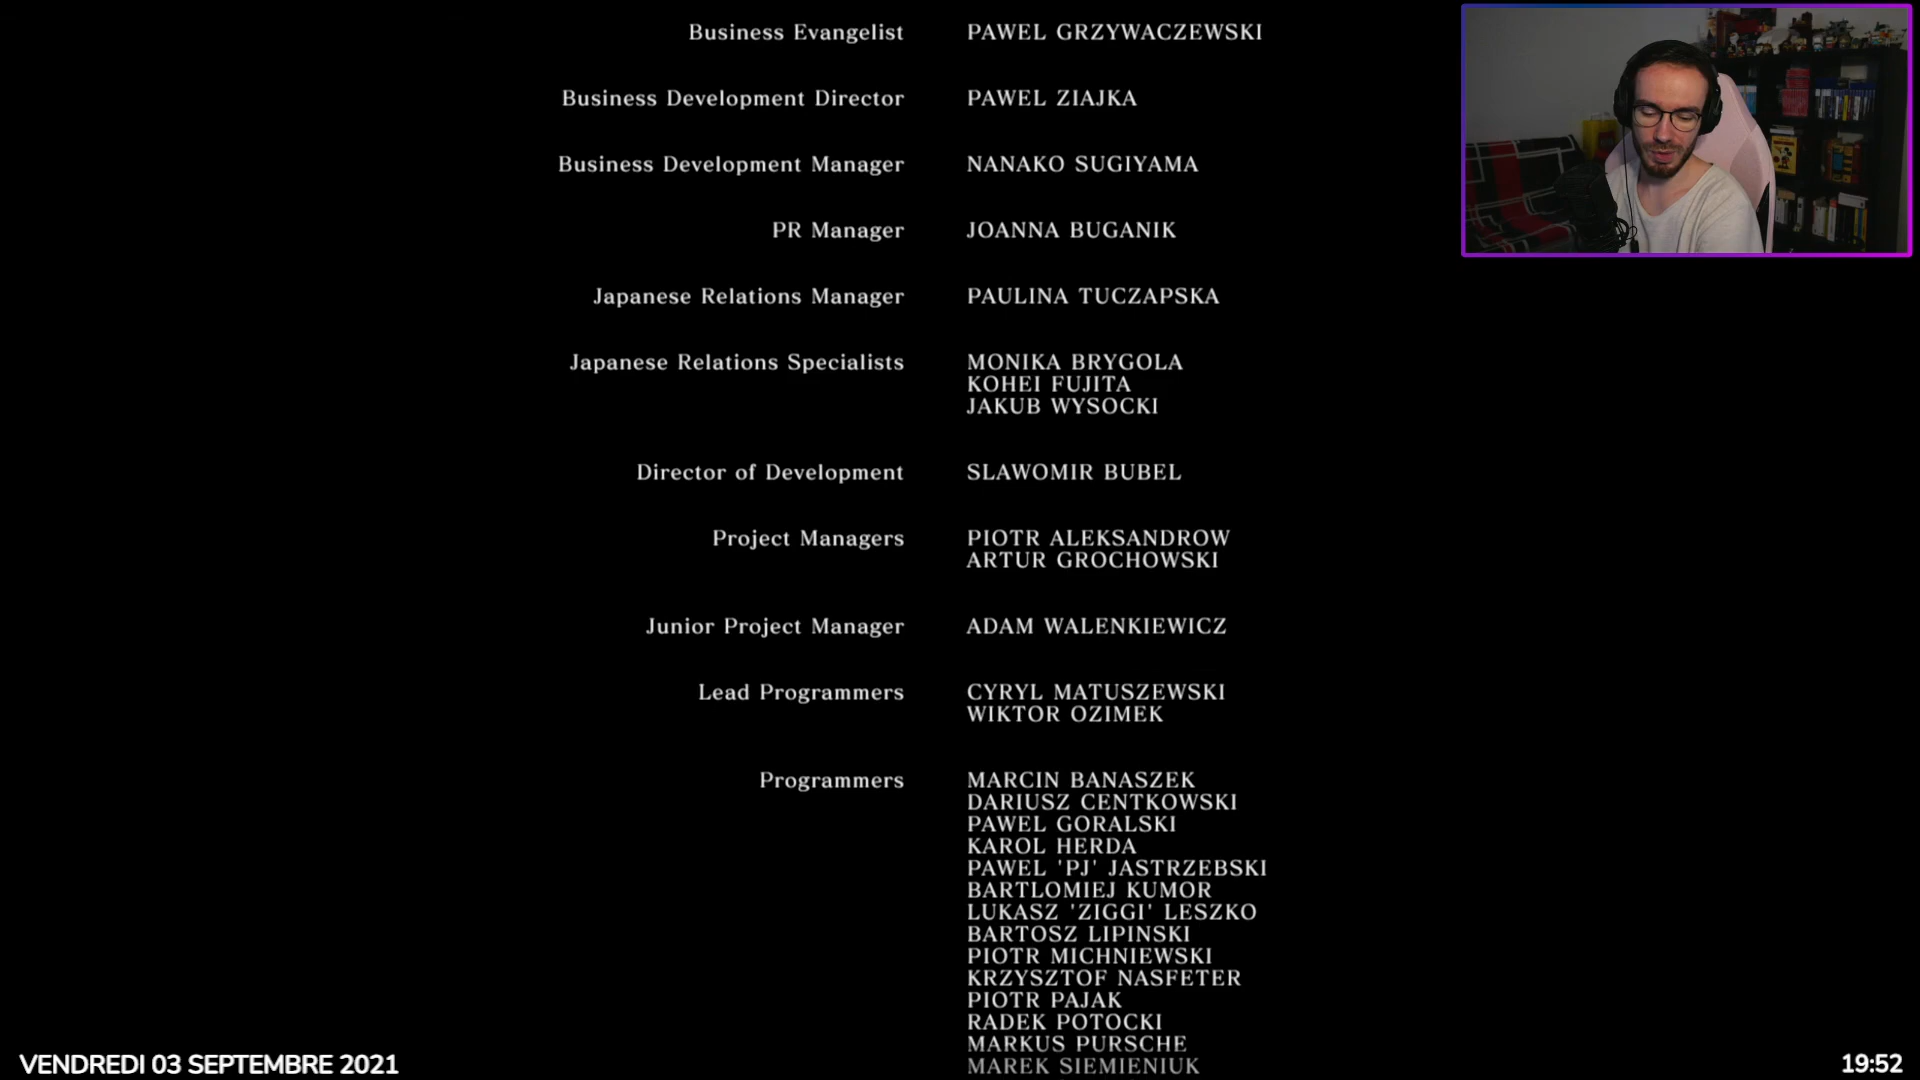 Business Evangelist PAWEL GRZYWACZEWSKI
Business Development Director PAWEL ZIAJKA
Business Development Manager NANAKO SUGIYAMA
PR Manager JOANNA BUGANIK
Japanese Relations Manager PAULINA TUCZAPSKA
Japanese Relations Specialists MONIKA BRYGOLA
KOHEI FUJITA
JAKUB WYSOCKI
Director of Development SLAWOMIR BUBEL
Project Managers PIOTR ALEKSANDROW
ARTUR GROCHOWSKI
Junior Project Manager ADAM WALENKIEWICZ
Lead Programmers CYRYL MATUSZEWSKI
WIKTOR OZIMEK
Programmers MARCIN BANASZEK
DARIUSZ CENTKOWSKI
PAWEL GORALSKI
KAROL HERDA
PAWEL 'PJ' JASTRZEBSKI
BARTLOMIEJ KUMOR
LUKASZ 'ZIGGI' LESZKO
BARTOSZ LIPINSKI
PIOTR MICHNIEWSKI
KRZYSZTOF NASFETER
PIOTR PAJAK
RADEK POTOCKI
MARKUS PURSCHE
MAREK SIEMIENIUK
VENDREDI 03 SEPTEMBRE 2021
19:52